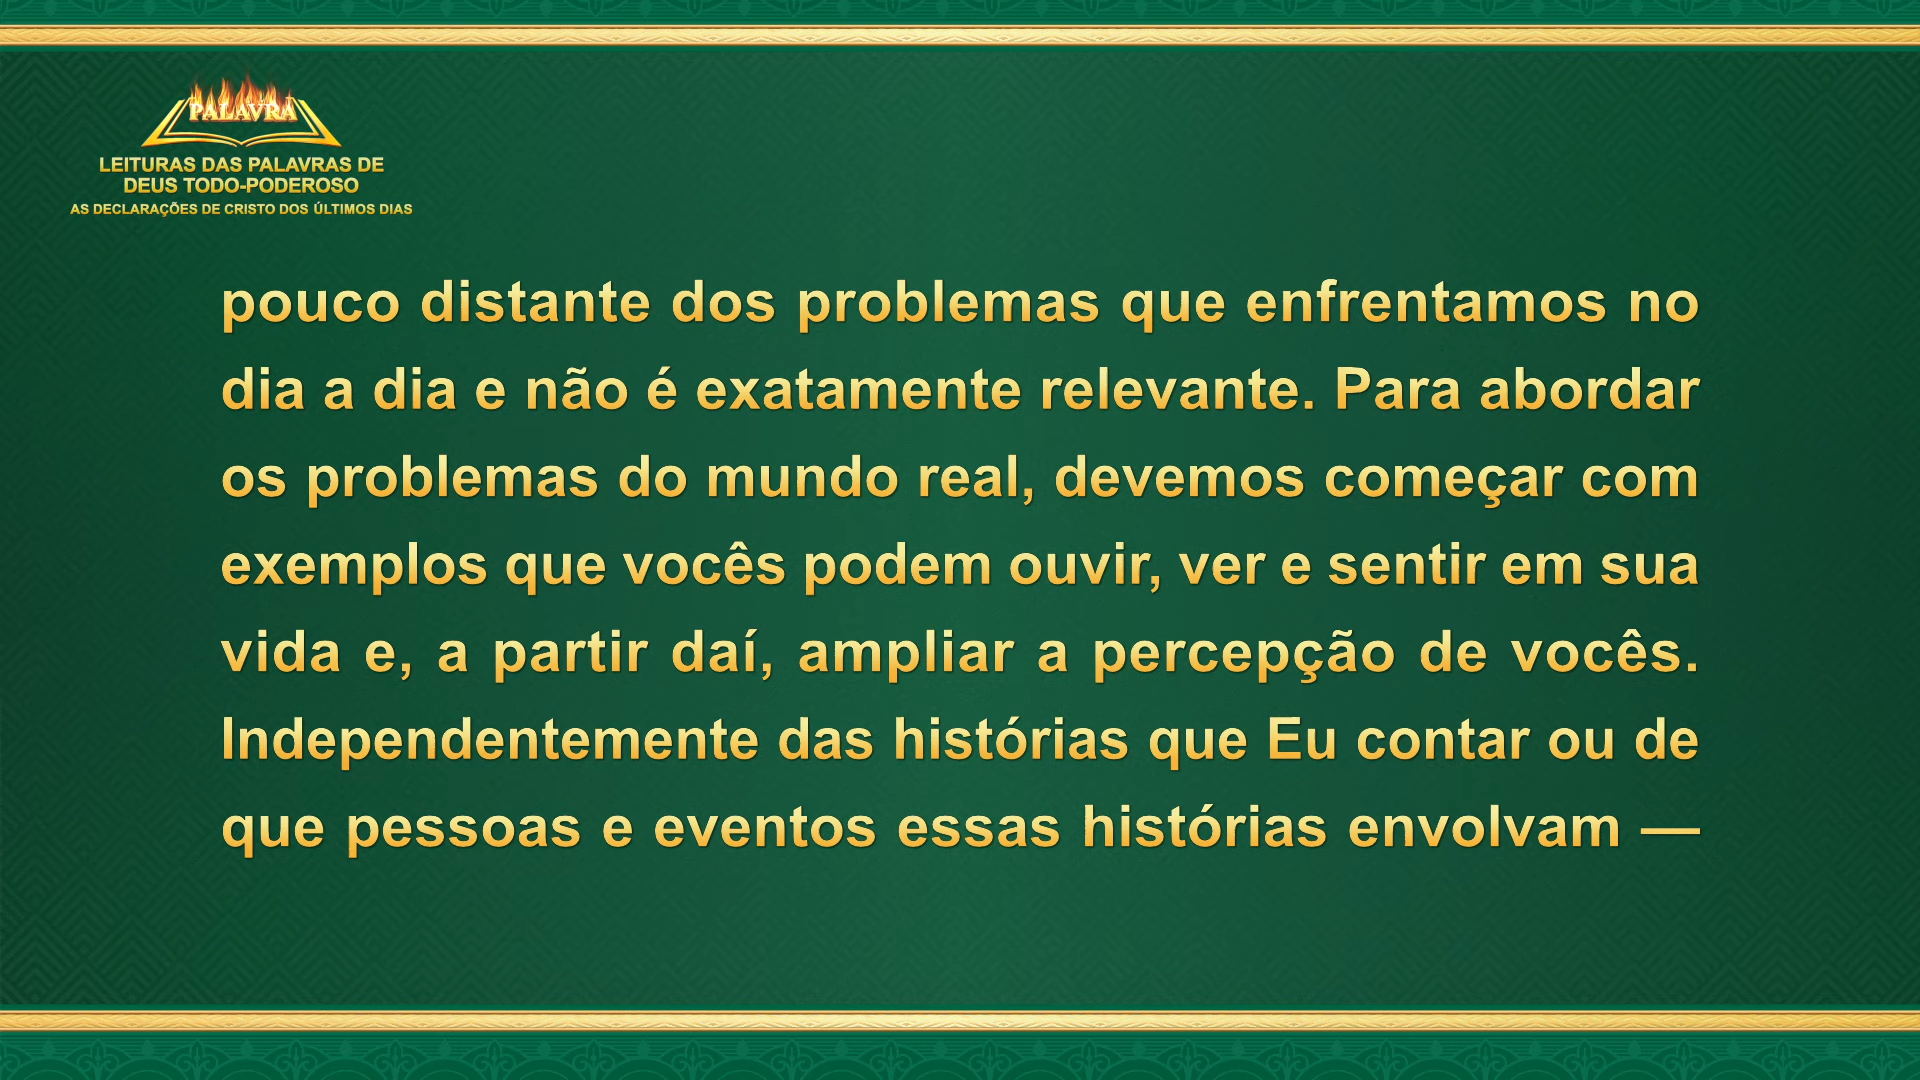 PALAVRA
LEITURAS DAS PALAVRAS DE
DEUS TODO-PODEROSO
AS DECLARAÇÕES DE CRISTO DOS ÚLTIMOS DIAS
pouco distante dos problemas que enfrentamos no
dia a dia e não é exatamente relevante. Para abordar
os problemas do mundo real, devemos começar com
exemplos que vocês podem ouvir, ver e sentir em sua
vida e, a partir daí, ampliar a percepção de vocês.
Independentemente das histórias que Eu contar ou de
que pessoas e eventos essas histórias envolvam —